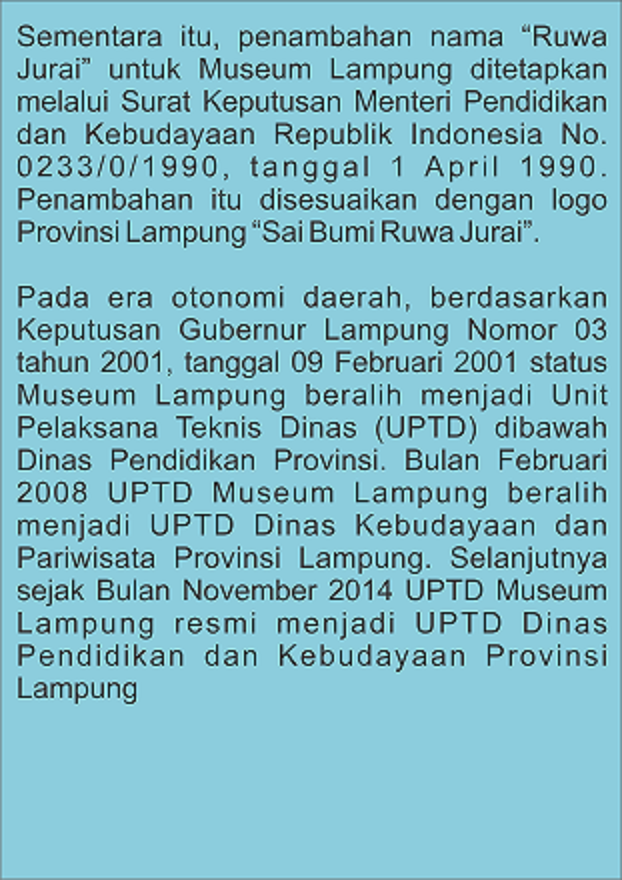 Sementara itu, penambahan nama “Ruwa
Jurai” untuk Museum Lampung ditetapkan
melalui Surat Keputusan Menteri Pendidikan
dan Kebudayaan Republik Indonesia No.
0233/0/1990, tanggal 1 April 1990.
Penambahan itu disesuaikan dengan logo
Provinsi Lampung “Sai Bumi Ruwa Jurai”.

Pada era otonomi daerah, berdasarkan
Keputusan Gubernur Lampung Nomor 03
tahun 2001, tanggal 09 Februari 2001 status
Museum Lampung beralih menjadi Unit
Pelaksana Teknis Dinas (UPTD) dibawah
Dinas Pendidikan Provinsi. Bulan Februari
2008 UPTD Museum Lampung beralih
menjadi UPTD Dinas Kebudayaan dan
Pariwisata Provinsi Lampung. Selanjutnya
sejak Bulan November 2014 UPTD Museum
Lampung resmi menjadi UPTD Dinas
Pendidikan dan Kebudayaan Provinsi
Lampung